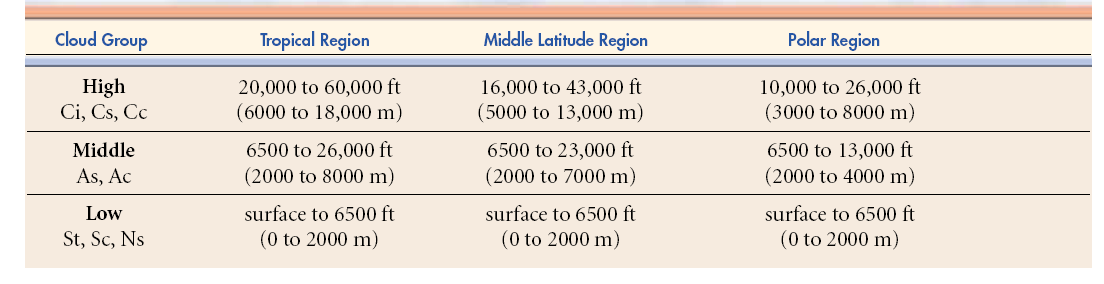 Cloud Group Tropical Region Middle Latitude Region Polar Region
High 20,000 to 60,000 ft 16,000 to 43,000 ft 10,000 to 26,000 ft
Ci, Cs, Cc (6000 to 18,000 m) (5000 to 13,000 m) (3000 to 8000 m)
Middle 6500 to 26,000 ft 6500 to 23,000 ft 6500 to 13,000 ft
As, Ac (2000 to 8000 m) (2000 to 7000 m) (2000 to 4000 m)
Low surface to 6500 ft surface to 6500 ft surface to 6500 ft
St, Sc, Ns (0 to 2000 m) (0 to 2000 m) (0 to 2000 m)